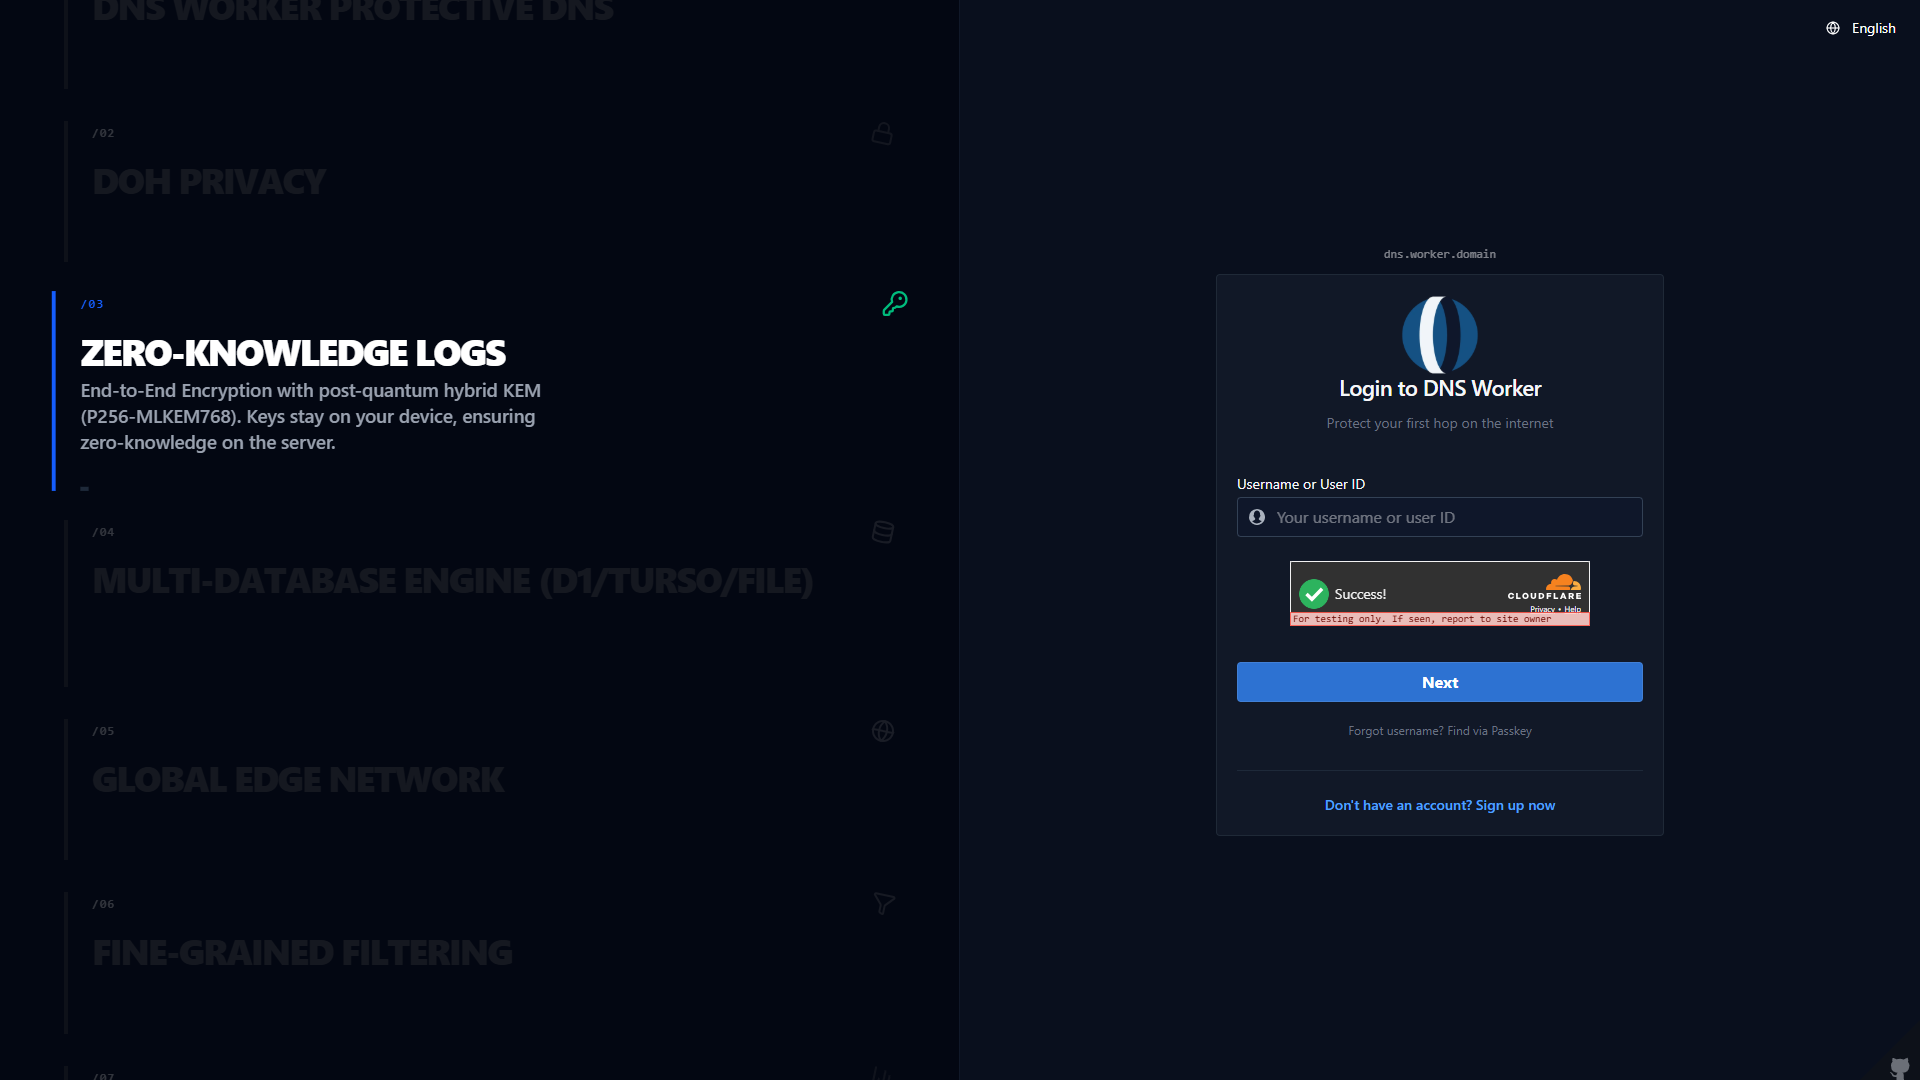 DNS WORKER PROTECTIVE DNS
/02
DOH PRIVACY
/03
ZERO-KNOWLEDGE LOGS
End-to-End Encryption with post-quantum hybrid KEM
(P256-MLKEM768). Keys stay on your device, ensuring
zero-knowledge on the server.
/04
MULTI-DATABASE ENGINE (D1/TURSO/FILE)
/05
GLOBAL EDGE NETWORK
/06
FINE-GRAINED FILTERING
/07
English
dns.worker.domain
Login to DNS Worker
Protect your first hop on the internet
Username or User ID
Your username or user ID
Success!
CLOUDFLARE
Privacy • Help
For testing only. If seen, report to site owner
Next
Forgot username? Find via Passkey
Don't have an account? Sign up now